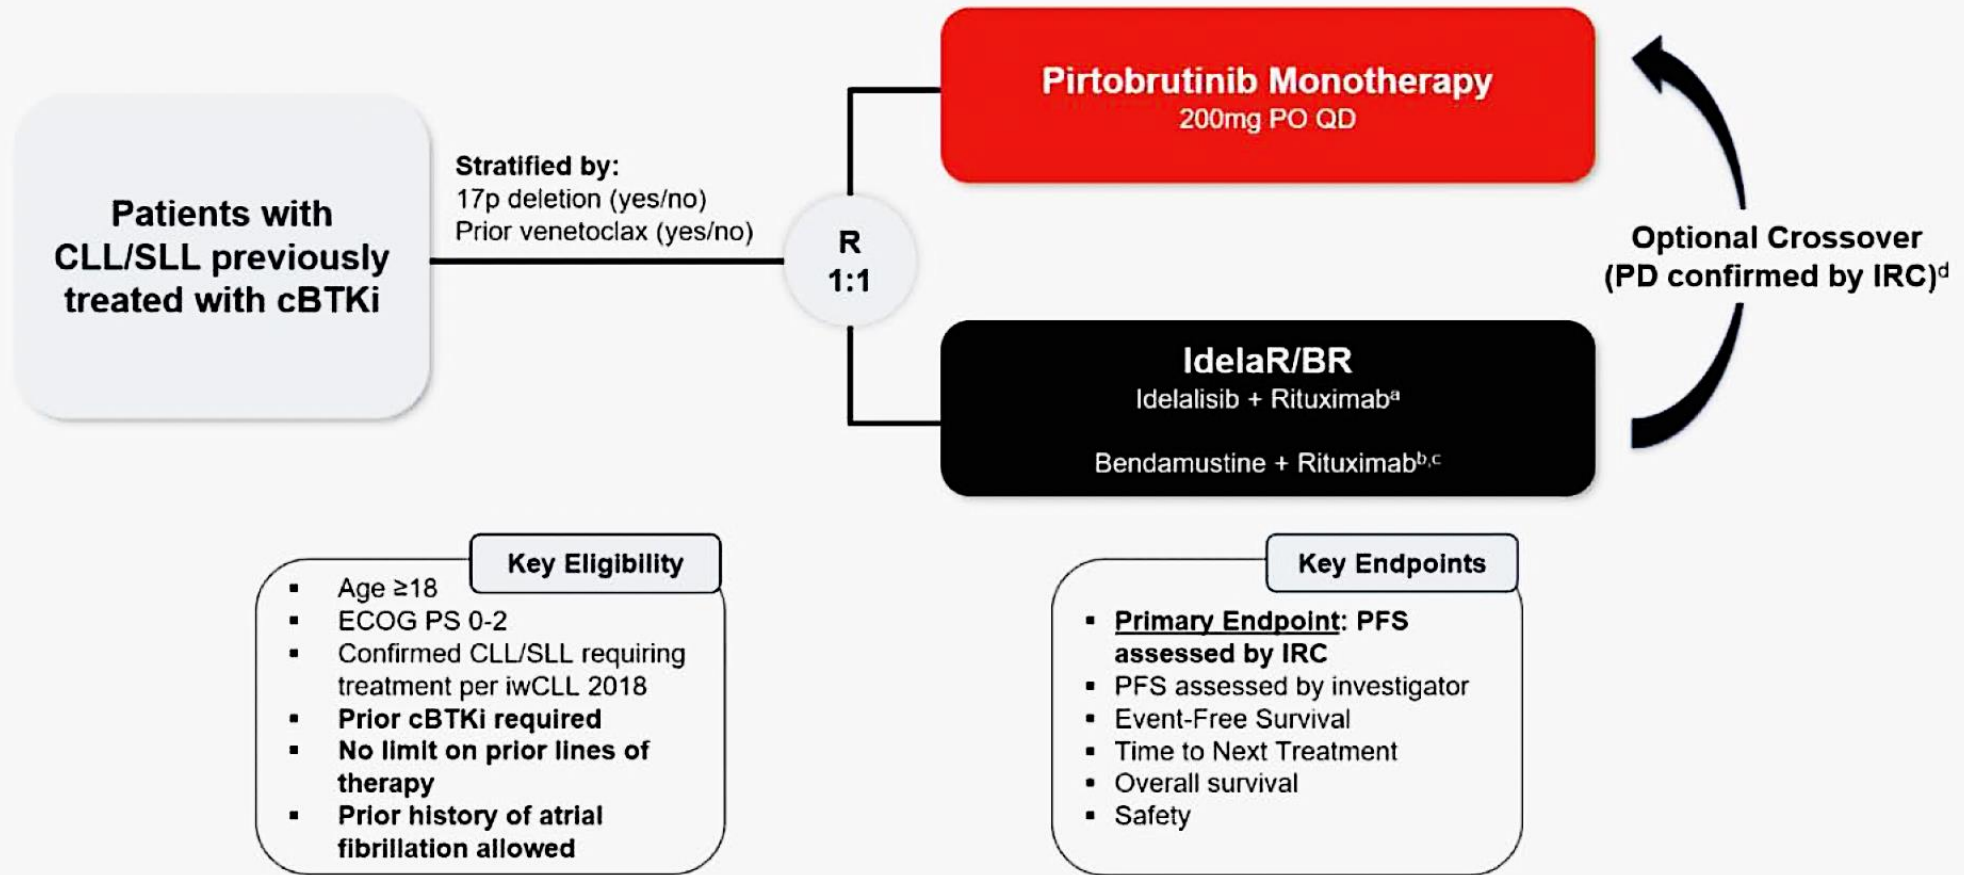 Patients with
CLL/SLL previously
treated with cBTKi
Stratified by:
17p deletion (yes/no)
Prior venetoclax (yes/no)
R
1:1
Pirtobrutinib Monotherapy
200mg PO QD
IdelaR/BR
Idelalisib + Rituximabᵃ
Bendamustine + Rituximabᵇ,ᶜ
Optional Crossover
(PD confirmed by IRC)ᵈ
Key Eligibility
▪ Age ≥18
▪ ECOG PS 0-2
▪ Confirmed CLL/SLL requiring
treatment per iwCLL 2018
▪ Prior cBTKi required
▪ No limit on prior lines of
therapy
▪ Prior history of atrial
fibrillation allowed
Key Endpoints
▪ Primary Endpoint: PFS
assessed by IRC
▪ PFS assessed by investigator
▪ Event-Free Survival
▪ Time to Next Treatment
▪ Overall survival
▪ Safety